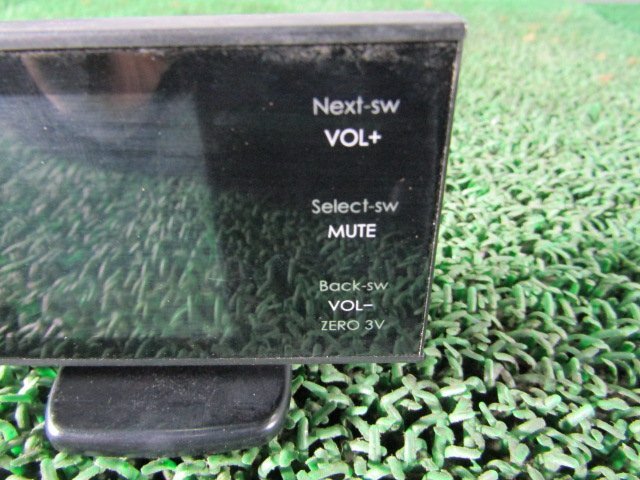 Next-sw
VOL+
Select-sw
MUTE
Back-sw
VOL–
ZERO 3V